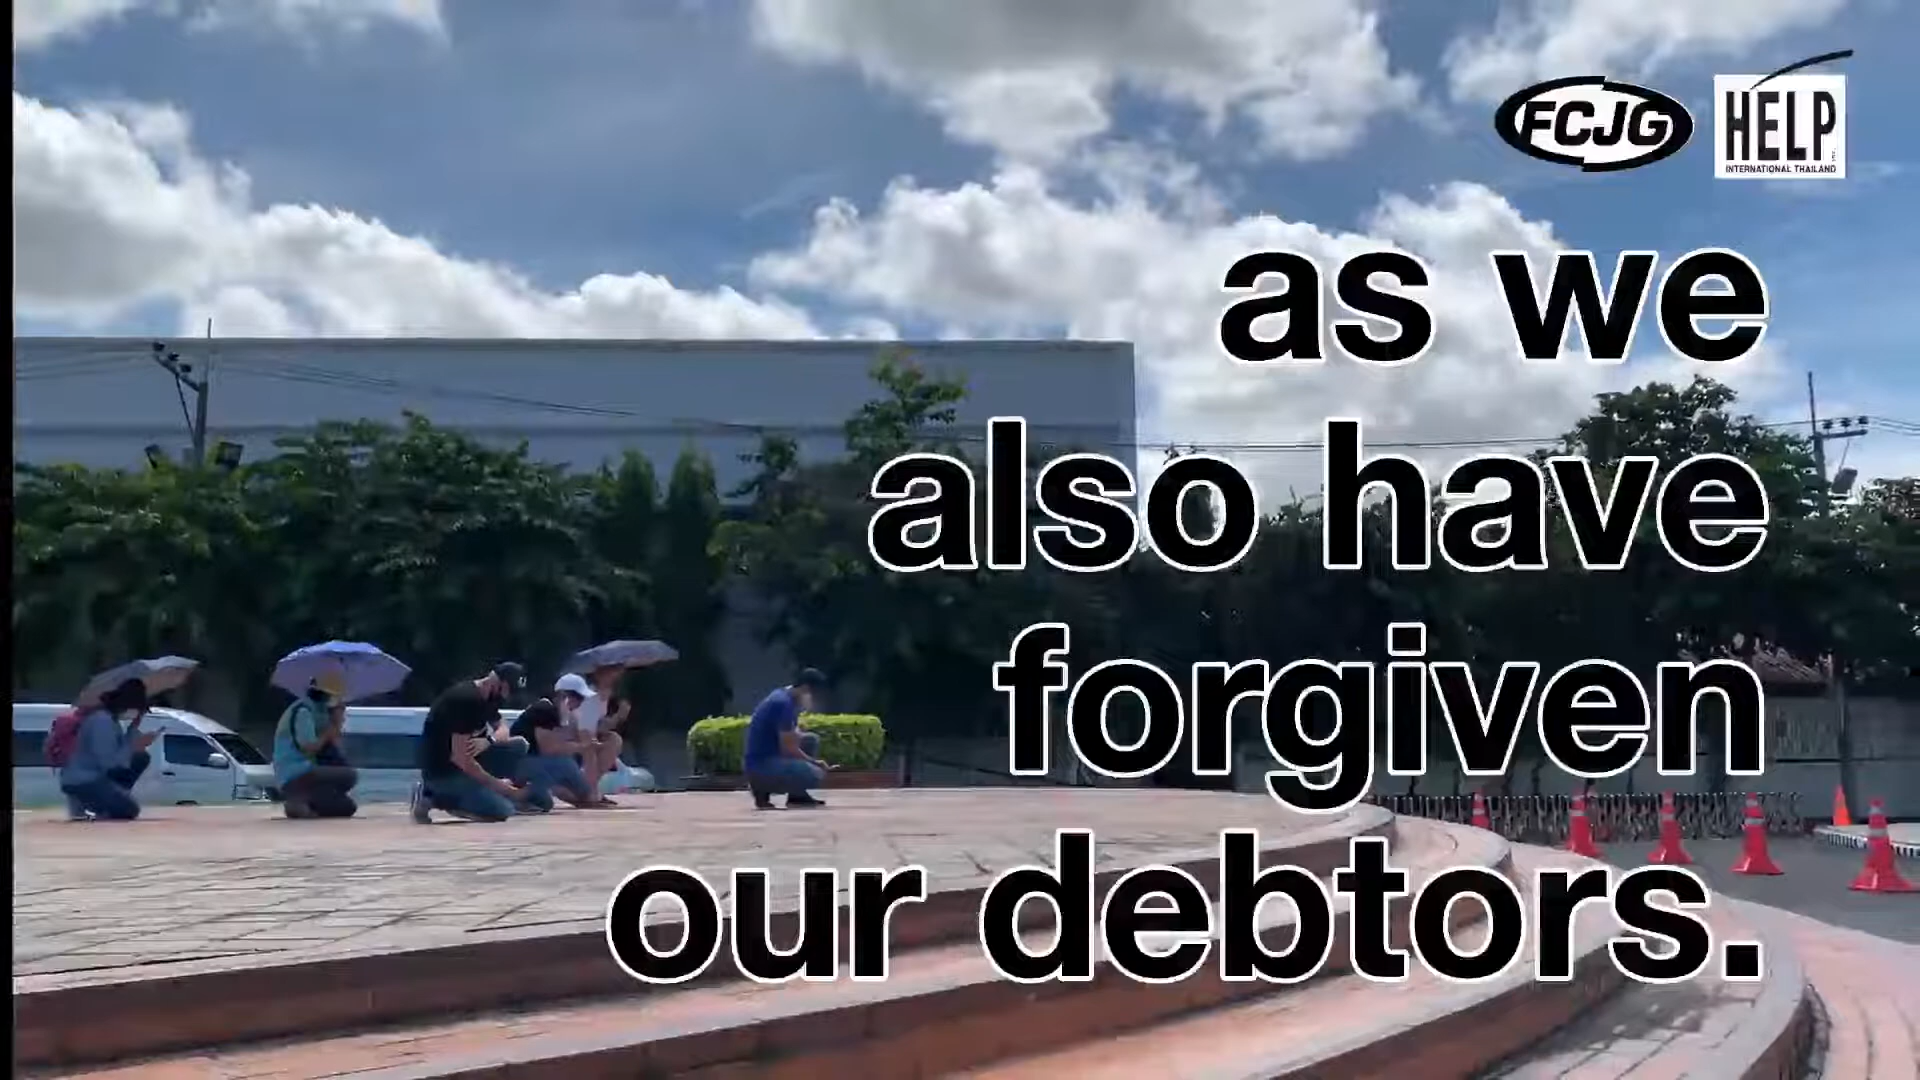 FCJG
HELP
INTERNATIONAL THAILAND
as we
also have
forgiven
our debtors.